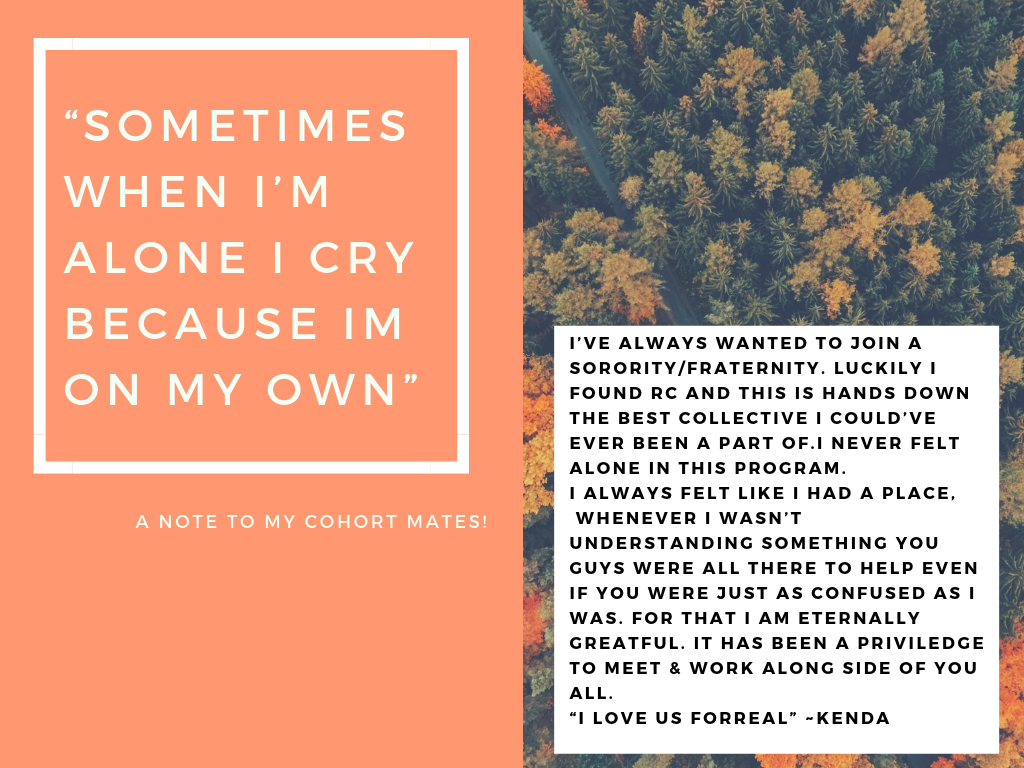 “SOMETIMES
WHEN I’M
ALONE I CRY
BECAUSE IM
ON MY OWN”
A NOTE TO MY COHORT MATES!
I’VE ALWAYS WANTED TO JOIN A
SORORITY/FRATERNITY. LUCKILY I
FOUND RC AND THIS IS HANDS DOWN
THE BEST COLLECTIVE I COULD’VE
EVER BEEN A PART OF.I NEVER FELT
ALONE IN THIS PROGRAM.
I ALWAYS FELT LIKE I HAD A PLACE,
WHENEVER I WASN’T
UNDERSTANDING SOMETHING YOU
GUYS WERE ALL THERE TO HELP EVEN
IF YOU WERE JUST AS CONFUSED AS I
WAS. FOR THAT I AM ETERNALLY
GREATFUL. IT HAS BEEN A PRIVILEDGE
TO MEET & WORK ALONG SIDE OF YOU
ALL.
“I LOVE US FORREAL” ~KENDA